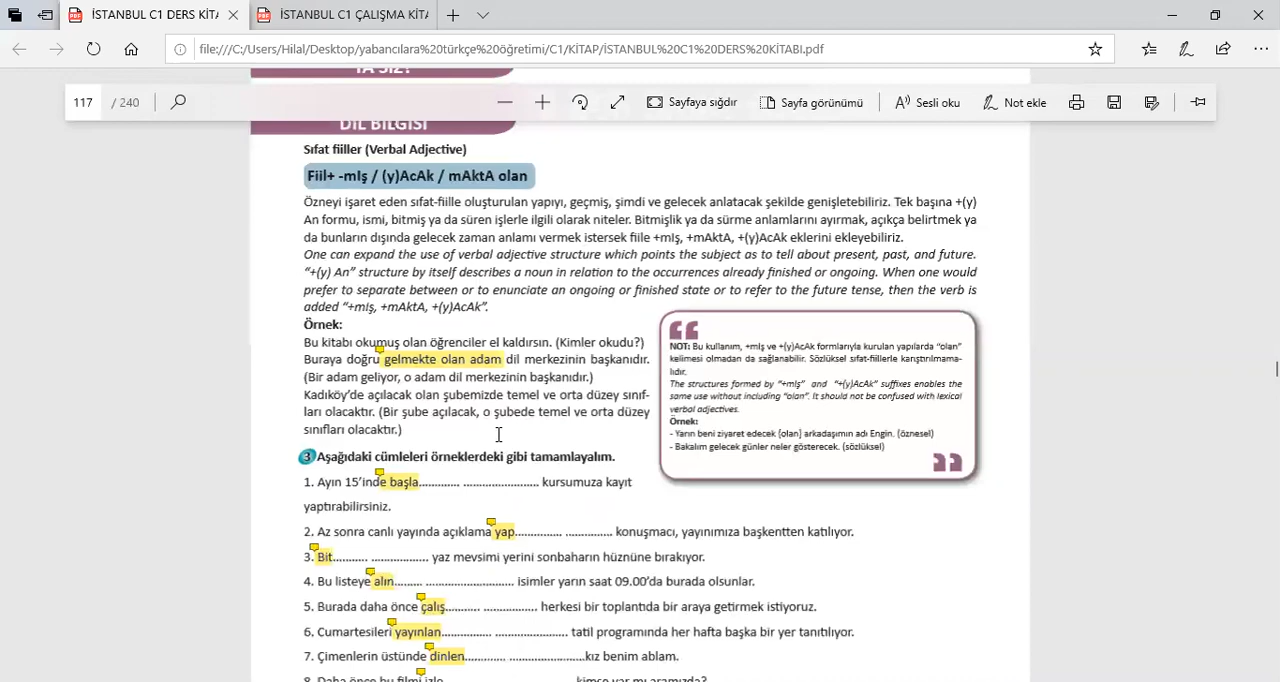 İSTANBUL C1 DERS KİTA
İSTANBUL C1 ÇALIŞMA KİTA
file:///C:/Users/Hilal/Desktop/yabancılara%20türkçe%20öğretimi/C1/KİTAP/İSTANBUL%20C1%20DERS%20KİTABI.pdf
YA SİZ?
117 / 240
Sayfaya sığdır
Sayfa görünümü
Sesli oku
Not ekle
DİL BİLGİSİ
Sıfat fiiller (Verbal Adjective)
Fiil+ -mIş / (y)AcAk / mAktA olan
Özneyi işaret eden sıfat-fiille oluşturulan yapıyı, geçmiş, şimdi ve gelecek anlatacak şekilde genişletebiliriz. Tek başına +(y)
An formu, ismi, bitmiş ya da süren işlerle ilgili olarak niteler. Bitmişlik ya da sürme anlamlarını ayırmak, açıkça belirtmek ya
da bunların dışında gelecek zaman anlamı vermek istersek fiile +mIş, +mAktA, +(y)AcAk eklerini ekleyebiliriz.
One can expand the use of verbal adjective structure which points the subject as to tell about present, past, and future.
“+(y) An” structure by itself describes a noun in relation to the occurrences already finished or ongoing. When one would
prefer to separate between or to enunciate an ongoing or finished state or to refer to the future tense, then the verb is
added “+mIş, +mAktA, +(y)AcAk”.
Örnek:
Bu kitabı okumuş olan öğrenciler el kaldırsın. (Kimler okudu?)
Buraya doğru gelmekte olan adam dil merkezinin başkanıdır.
(Bir adam geliyor, o adam dil merkezinin başkanıdır.)
Kadıköy’de açılacak olan şubemizde temel ve orta düzey sınıf-
ları olacaktır. (Bir şube açılacak, o şubede temel ve orta düzey
sınıfları olacaktır.)
NOT: Bu kullanım, +mIş ve +(y)AcAk formlarıyla kurulan yapılarda “olan”
kelimesi olmadan da sağlanabilir. Sözlüksel sıfat-fiillerle karıştırılmama-
lıdır.
The structures formed by “+mIş” and “+(y)AcAk” suffixes enables the
same use without including “olan”. It should not be confused with lexical
verbal adjectives.
Örnek:
- Yarın beni ziyaret edecek (olan) arkadaşımın adı Engin. (öznesel)
- Bakalım gelecek günler neler gösterecek. (sözlüksel)
3 Aşağıdaki cümleleri örneklerdeki gibi tamamlayalım.
1. Ayın 15’inde başla............ ...................... kursumuza kayıt
yaptırabilirsiniz.
2. Az sonra canlı yayında açıklama yap.............. .............. konuşmacı, yayınımıza başkentten katılıyor.
3. Bit.......... ................. yaz mevsimi yerini sonbaharın hüznüne bırakıyor.
4. Bu listeye alın........ .......................... isimler yarın saat 09.00’da burada olsunlar.
5. Burada daha önce çalış.......... ................ herkesi bir toplantıda bir araya getirmek istiyoruz.
6. Cumartesileri yayınlan.............. ..................... tatil programında her hafta başka bir yer tanıtılıyor.
7. Çimenlerin üstünde dinlen............ ......................kız benim ablam.
8. Daha önce bu filmi izle kimse var mı aramızda?